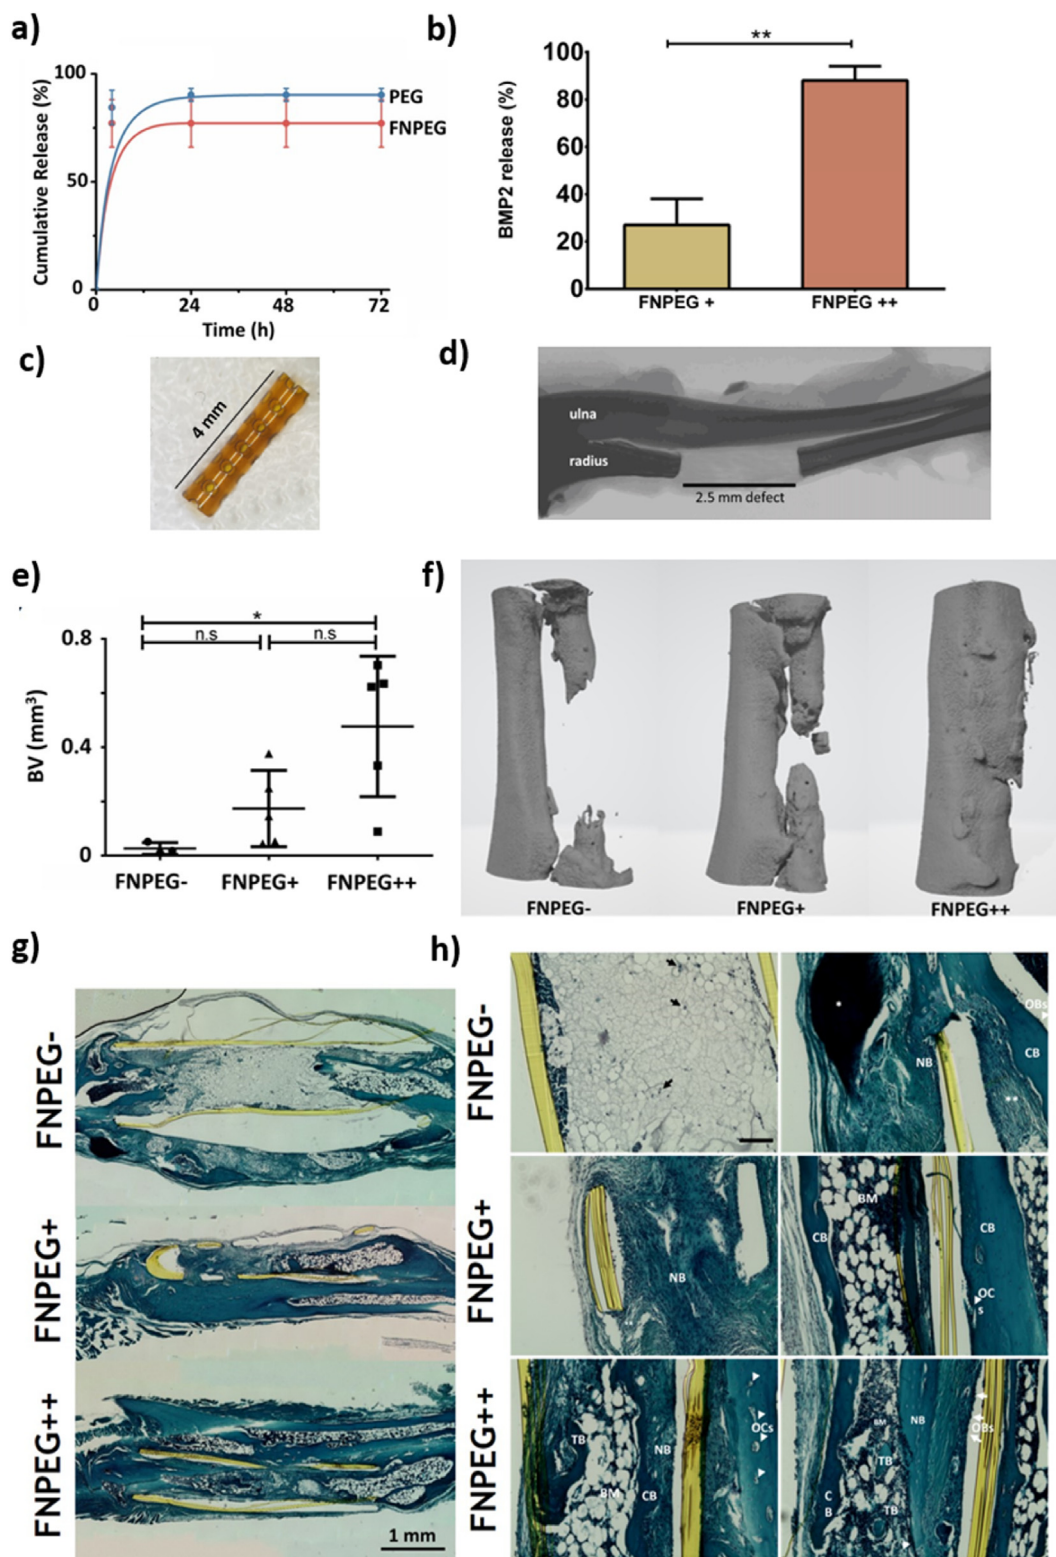 a)
100
50
0
Cumulative Release (%)
PEG
FNPEG
0 24 48 72
Time (h)
b)
**
100
80
60
40
20
0
BMP2 release (%)
FNPEG + FNPEG ++
c)
4 mm
d)
ulna
radius
2.5 mm defect
e)
*
n.s n.s
0.8
0.4
0
BV (mm³)
FNPEG- FNPEG+ FNPEG++
f)
FNPEG- FNPEG+ FNPEG++
g)
FNPEG-
FNPEG+
FNPEG++
1 mm
h)
FNPEG-
*
OBs
NB
CB
**
FNPEG+
NB
**
BM
CB
CB
OC
s
FNPEG++
TB
BM
NB
CB
OCs
BM
NB
OBs
TB
C
B
TB